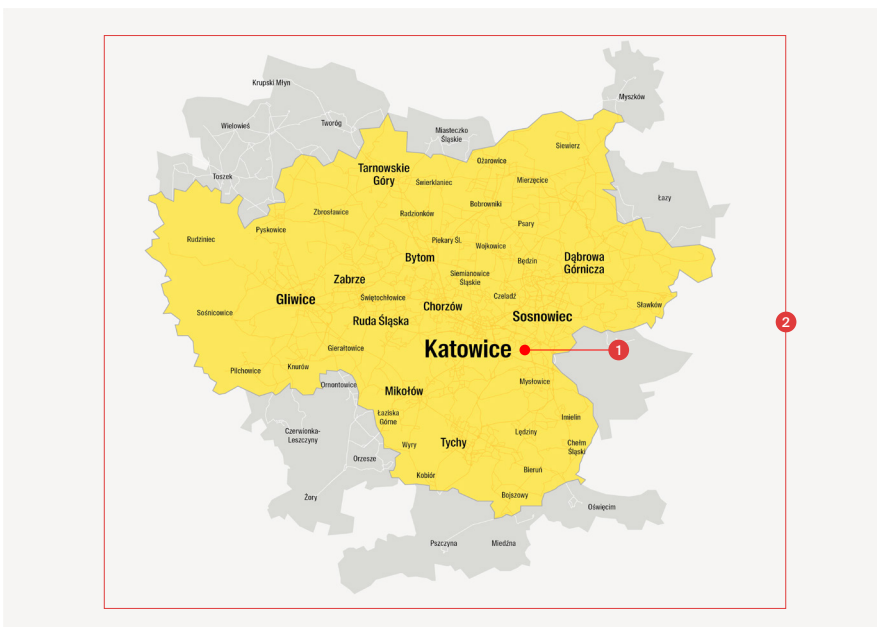 Krupski Młyn
Myszków
Wielowieś
Tworóg
Miasteczko
Śląskie
Siewierz
Ożarowice
Toszek
Tarnowskie
Góry
Świerklaniec
Mierzęcice
Łazy
Bobrowniki
Zbrosławice
Radzionków
Psary
Pyskowice
Rudziniec
Piekary Śl.
Wojkowice
Bytom
Będzin
Dąbrowa
Górnicza
Zabrze
Siemianowice
Śląskie
Gliwice
Świętochłowice
Chorzów
Czeladź
Sławków
Sośnicowice
Ruda Śląska
Sosnowiec
2
Gierałtowice
Katowice
1
Knurów
Pilchowice
Ornontowice
Mikołów
Mysłowice
Łaziska
Górne
Imielin
Czerwienka-
Leszczyny
Wyry
Tychy
Lędziny
Chełm
Śląski
Orzesze
Kobiór
Bieruń
Żory
Bojszowy
Oświęcim
Pszczyna
Miedźna